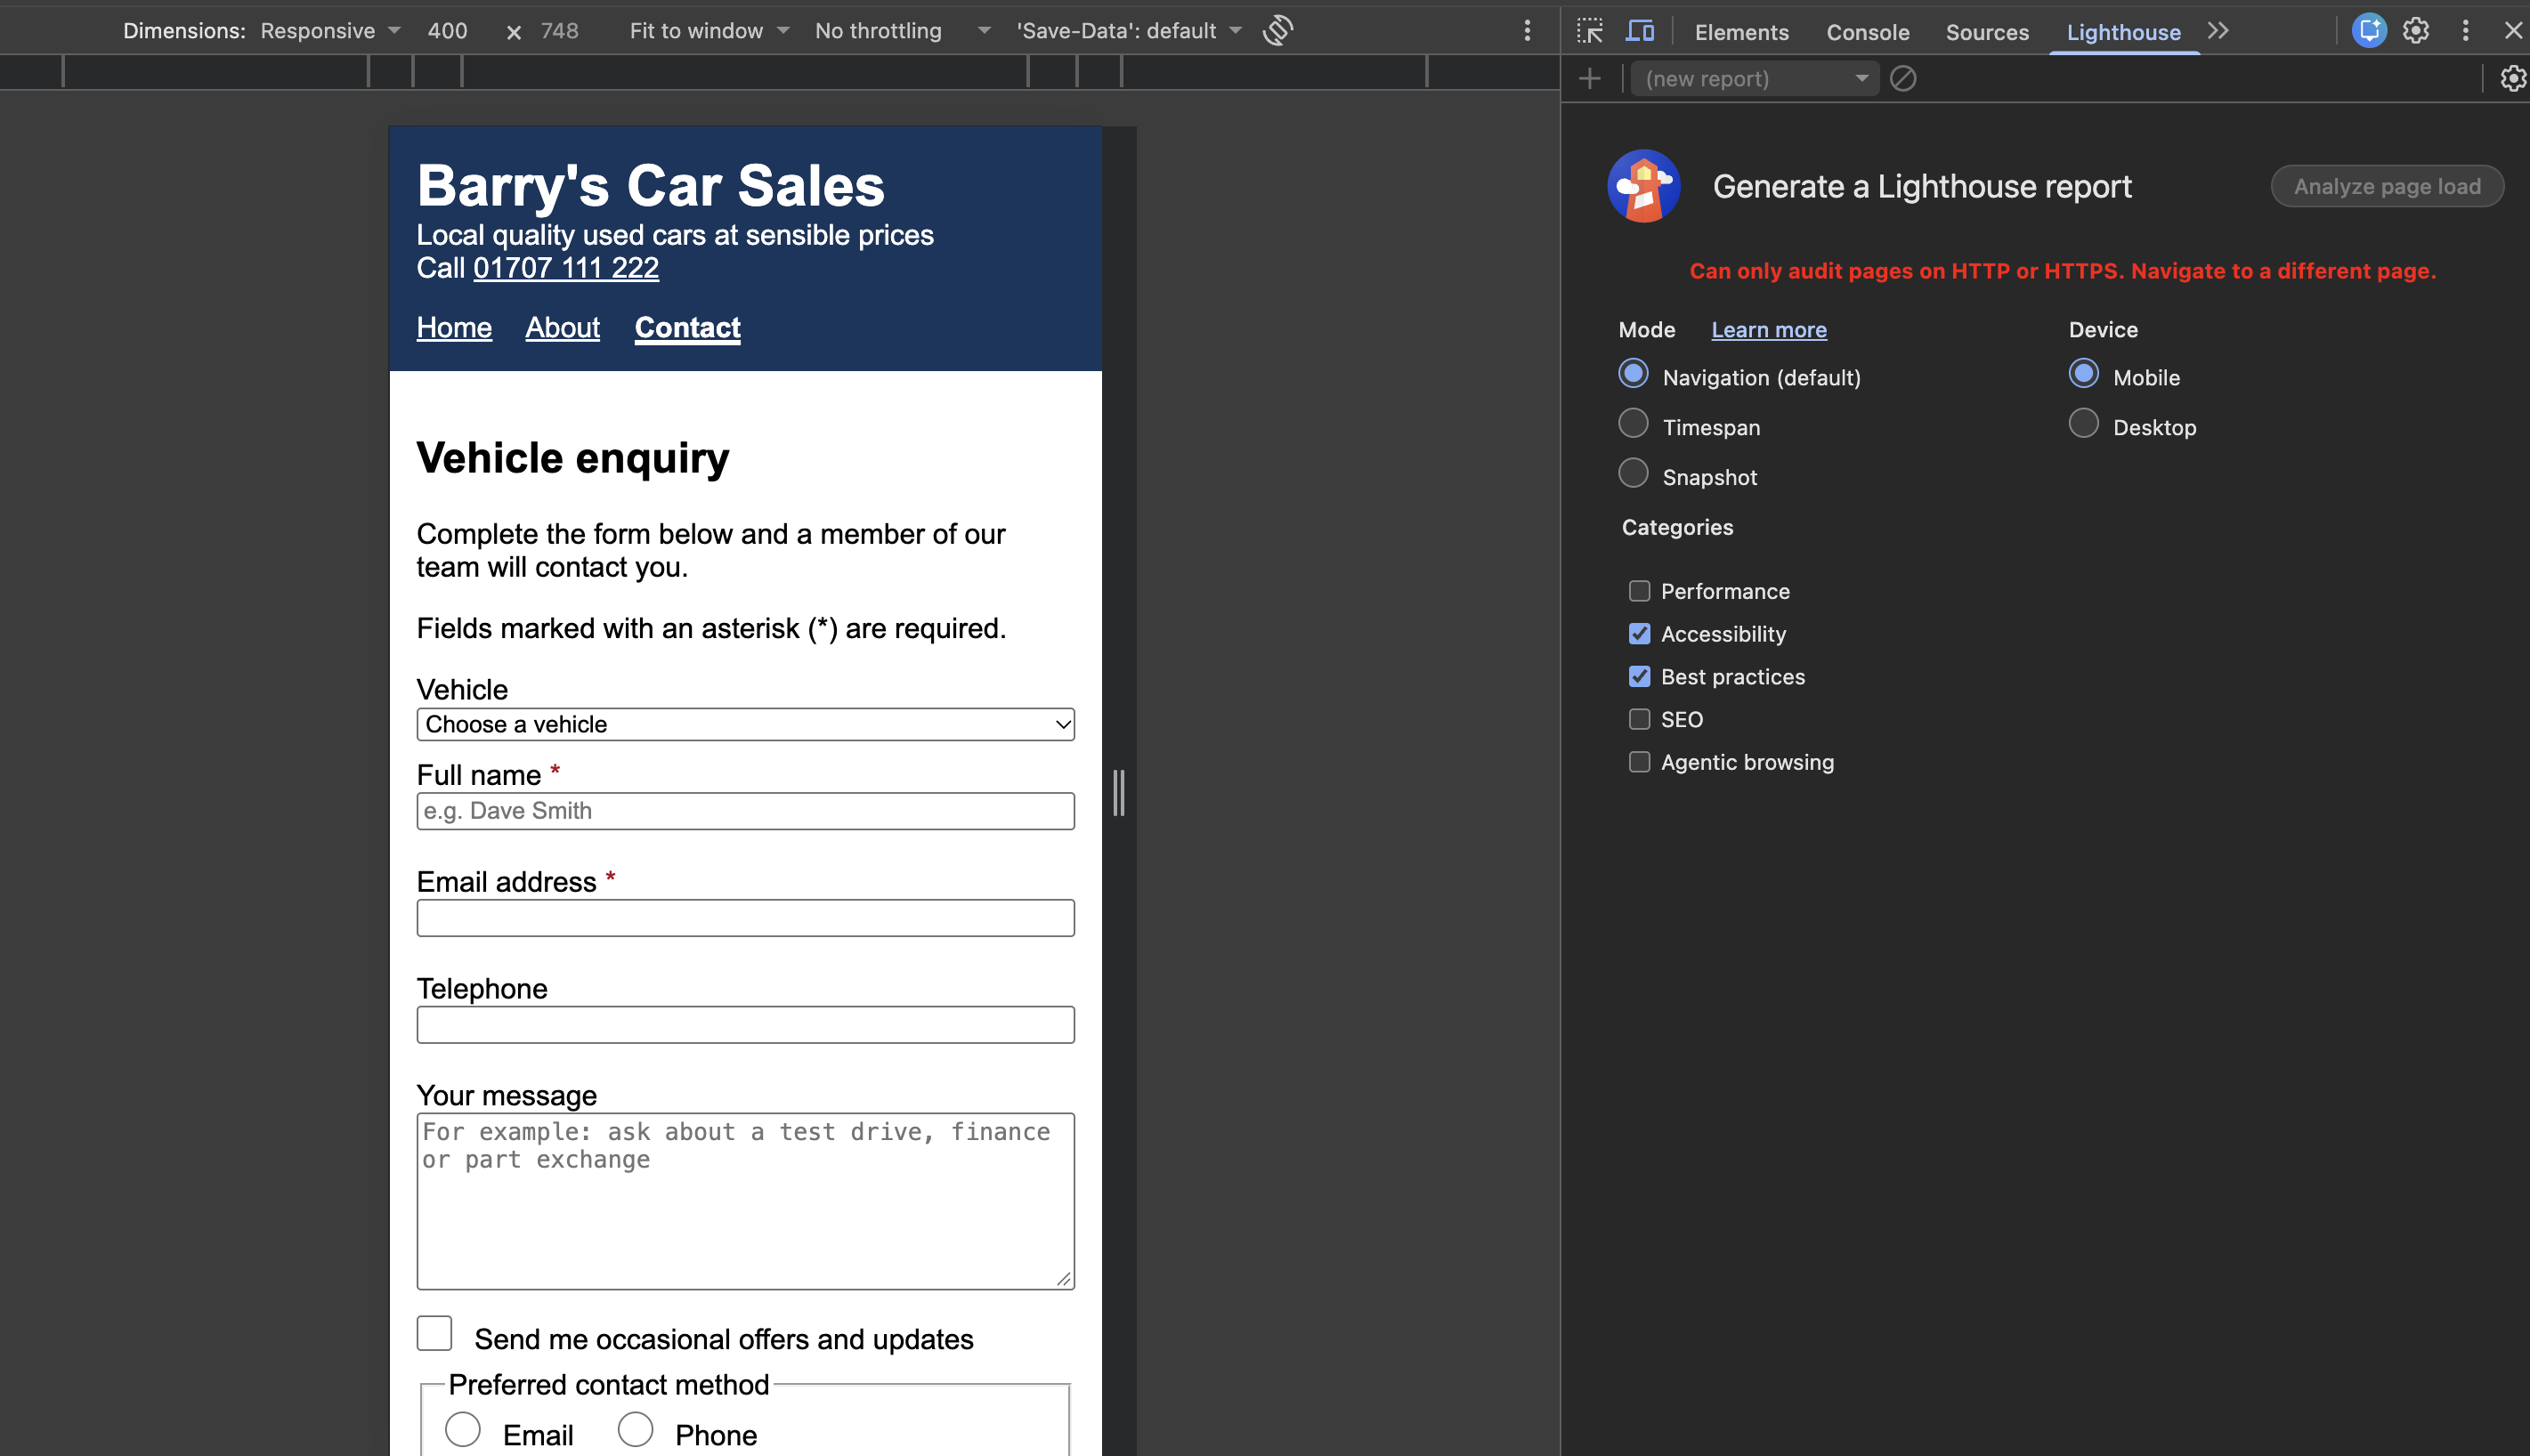 Dimensions: Responsive 400 × 748 Fit to window No throttling 'Save-Data': default
Elements Console Sources Lighthouse
(new report)
Barry's Car Sales
Local quality used cars at sensible prices
Call 01707 111 222
Home About Contact
Vehicle enquiry
Complete the form below and a member of our
team will contact you.
Fields marked with an asterisk (*) are required.
Vehicle
Choose a vehicle
Full name *
e.g. Dave Smith
Email address *
Telephone
Your message
For example: ask about a test drive, finance
or part exchange
Send me occasional offers and updates
Preferred contact method
Email Phone
Generate a Lighthouse report
Analyze page load
Can only audit pages on HTTP or HTTPS. Navigate to a different page.
Mode Learn more
Navigation (default)
Timespan
Snapshot
Device
Mobile
Desktop
Categories
Performance
Accessibility
Best practices
SEO
Agentic browsing